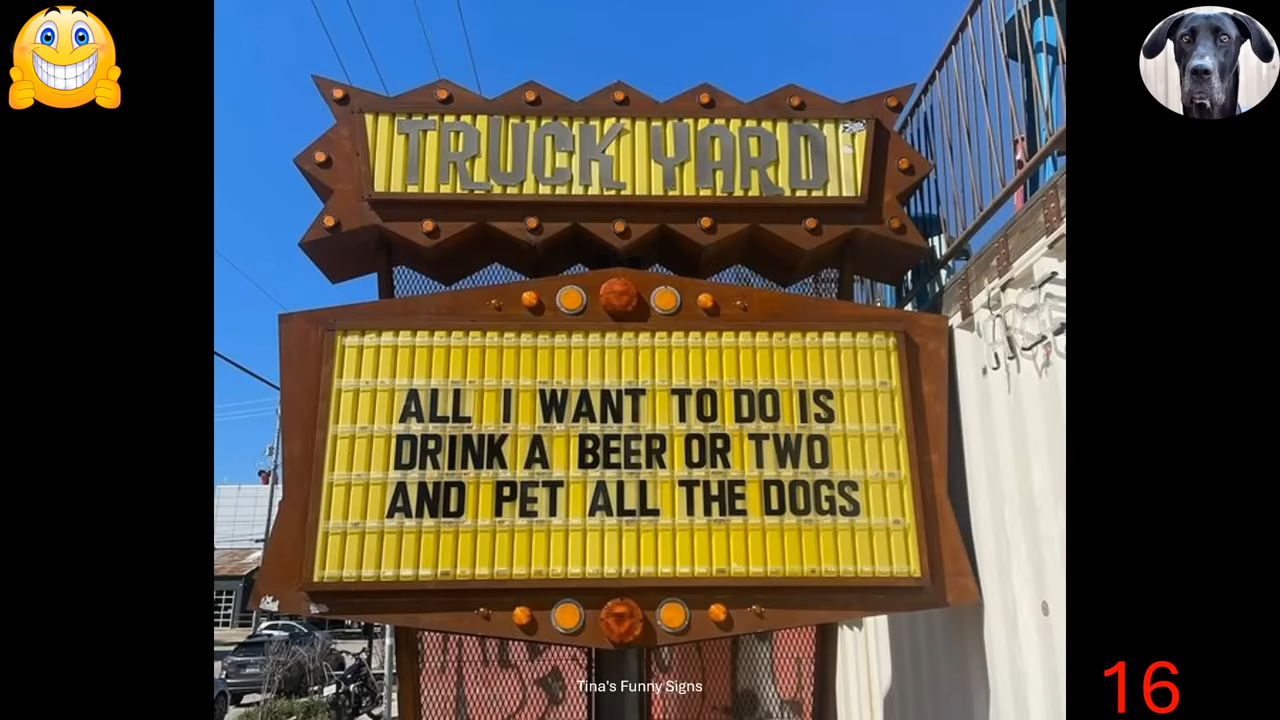 TRUCK YARD
ALL I WANT TO DO IS
DRINK A BEER OR TWO
AND PET ALL THE DOGS
Tina's Funny Signs
16